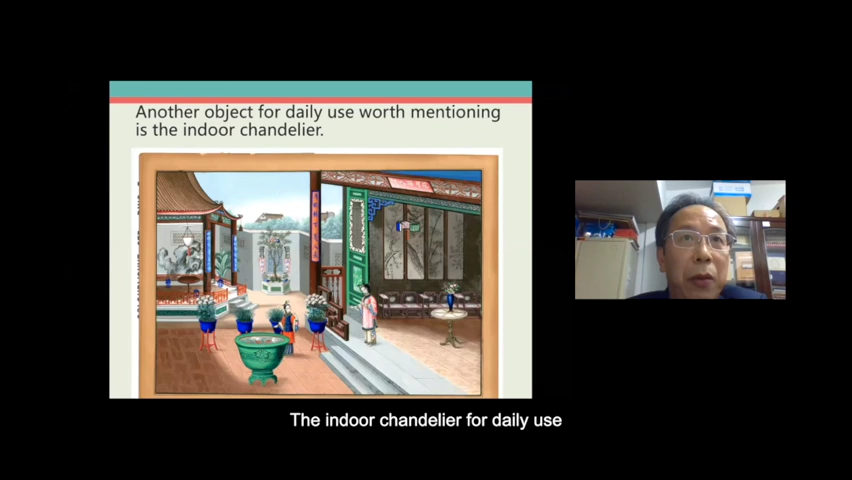 Another object for daily use worth mentioning
is the indoor chandelier.
The indoor chandelier for daily use